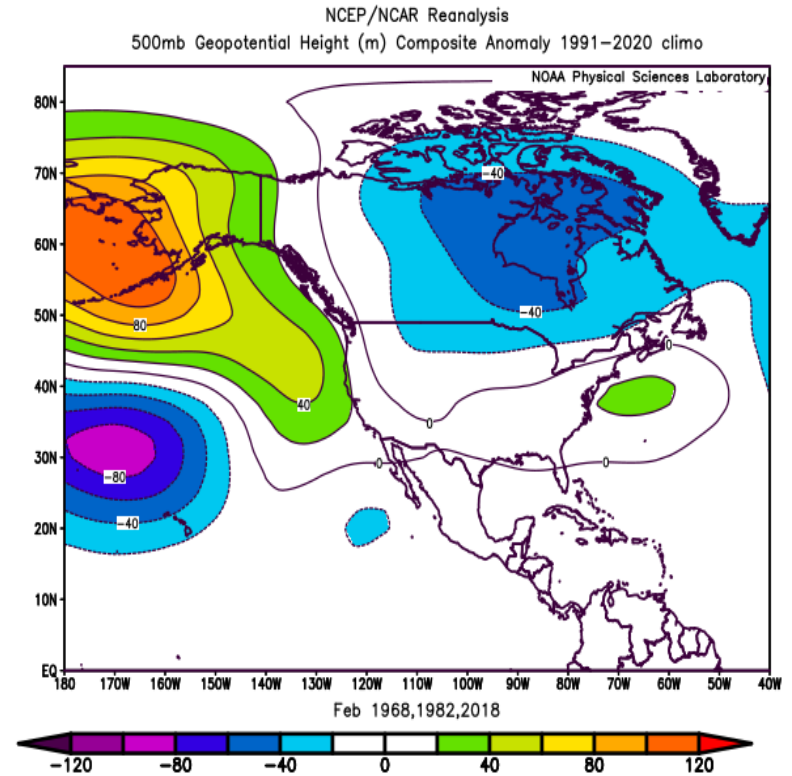 NCEP/NCAR Reanalysis
500mb Geopotential Height (m) Composite Anomaly 1991-2020 climo
NOAA Physical Sciences Laboratory
80N
70N
-40
60N
50N
80
-40
0
40N
40
0
30N
0
0
-80
20N
-40
10N
EQ
180 170W 160W 150W 140W 130W 120W 110W 100W 90W 80W 70W 60W 50W 40W
Feb 1968,1982,2018
-120 -80 -40 0 40 80 120